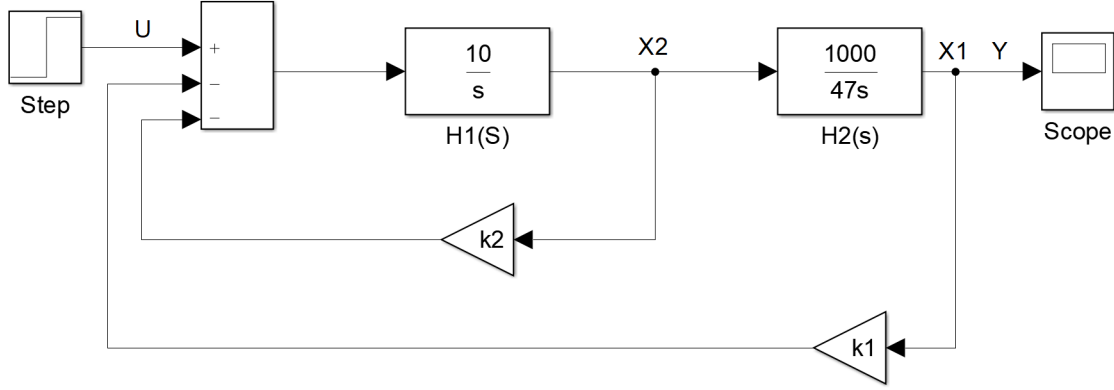 U
+
−
−
Step
10
s
H1(S)
X2
1000
47s
H2(s)
X1
Y
Scope
k2
k1